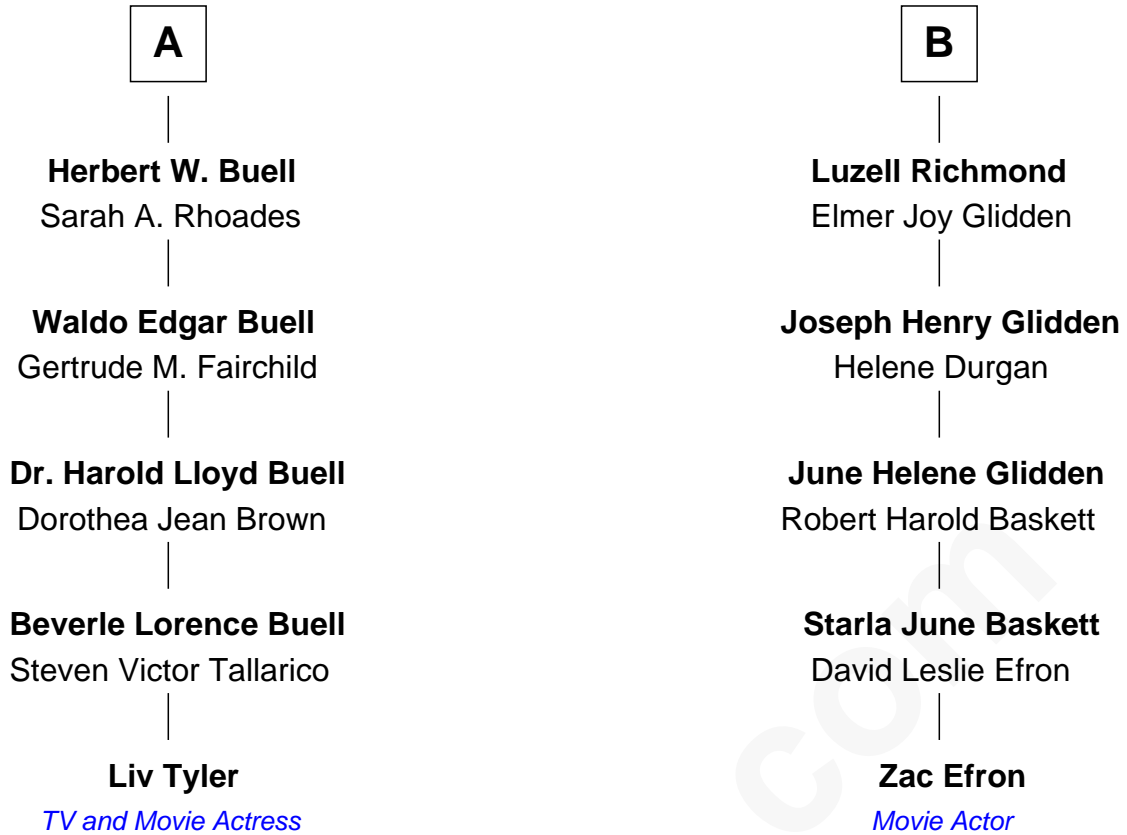 A
Herbert W. Buell
Sarah A. Rhoades
Waldo Edgar Buell
Gertrude M. Fairchild
Dr. Harold Lloyd Buell
Dorothea Jean Brown
Beverle Lorence Buell
Steven Victor Tallarico
Liv Tyler
TV and Movie Actress
B
Luzell Richmond
Elmer Joy Glidden
Joseph Henry Glidden
Helene Durgan
June Helene Glidden
Robert Harold Baskett
Starla June Baskett
David Leslie Efron
Zac Efron
Movie Actor
com